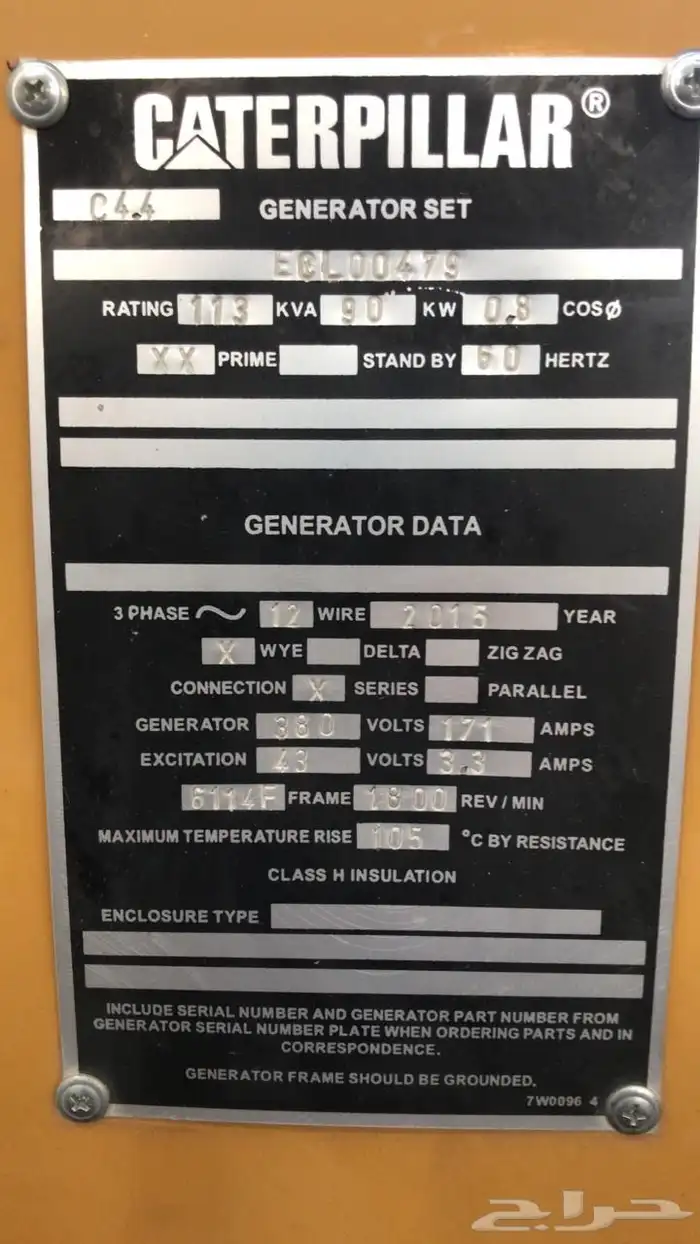 CATERPILLAR®
C4.4 GENERATOR SET
ECL00479
RATING 113 KVA 90 KW 0.8 COSØ
XX PRIME STAND BY 60 HERTZ
GENERATOR DATA
3 PHASE ~ 12 WIRE 2015 YEAR
X WYE DELTA ZIG ZAG
CONNECTION X SERIES PARALLEL
GENERATOR 380 VOLTS 171 AMPS
EXCITATION 43 VOLTS 3.3 AMPS
6114F FRAME 1800 REV / MIN
MAXIMUM TEMPERATURE RISE 105 °C BY RESISTANCE
CLASS H INSULATION
ENCLOSURE TYPE
INCLUDE SERIAL NUMBER AND GENERATOR PART NUMBER FROM
GENERATOR SERIAL NUMBER PLATE WHEN ORDERING PARTS AND IN
CORRESPONDENCE.
GENERATOR FRAME SHOULD BE GROUNDED.
7W0096 4
حراج